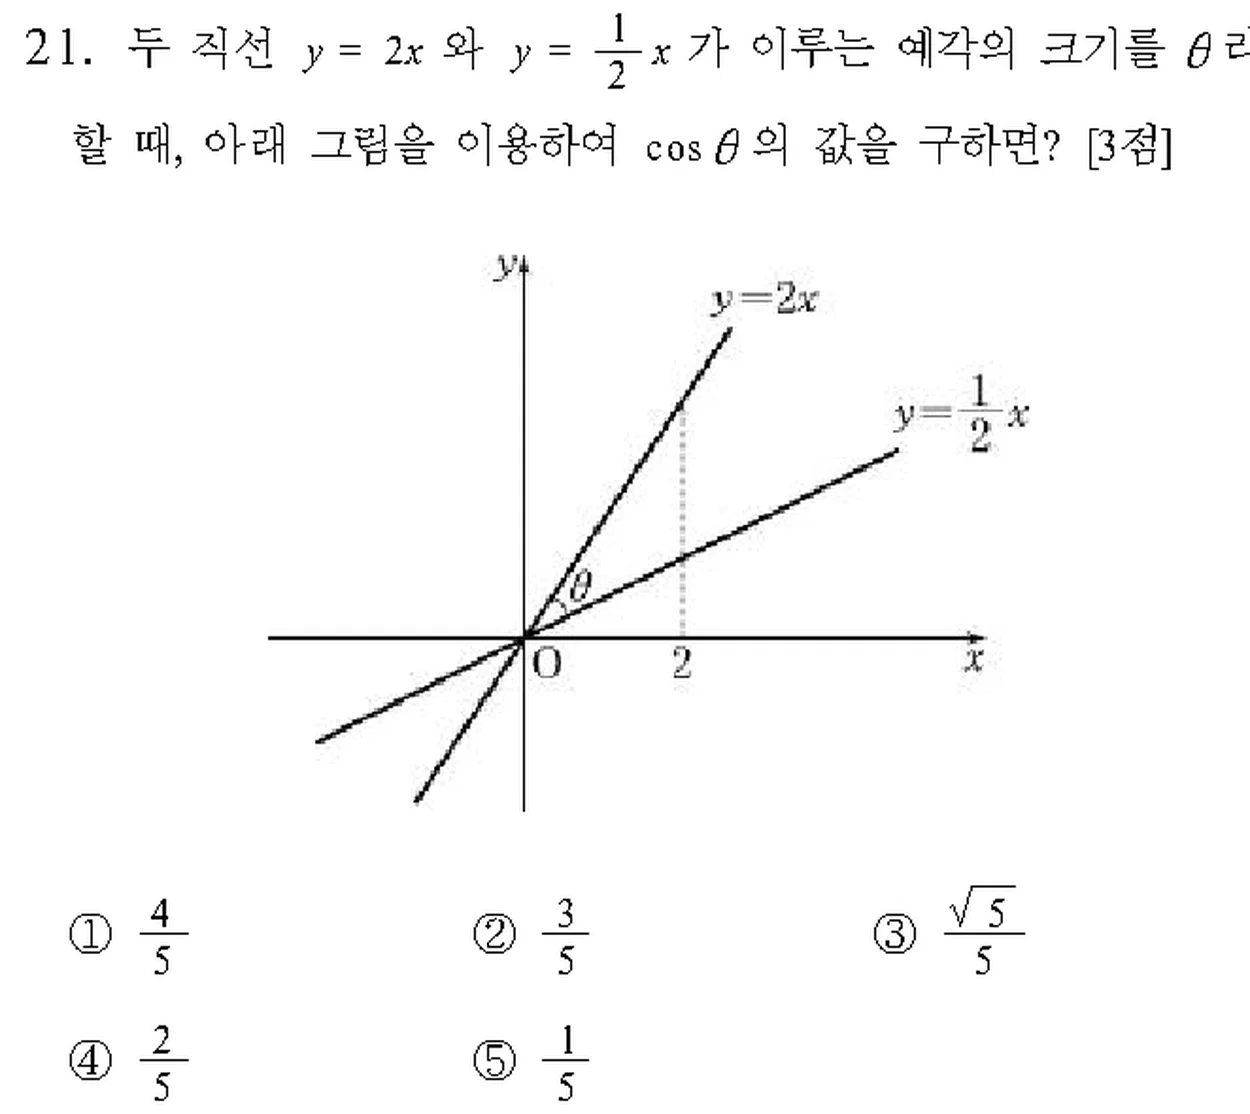 21. 두 직선 y = 2x 와 y = 1/2 x 가 이루는 예각의 크기를 θ 라
할 때, 아래 그림을 이용하여 cos θ 의 값을 구하면? [3점]
y
y=2x
y=1/2 x
θ
O 2 x
① 4/5 ② 3/5 ③ √5/5
④ 2/5 ⑤ 1/5